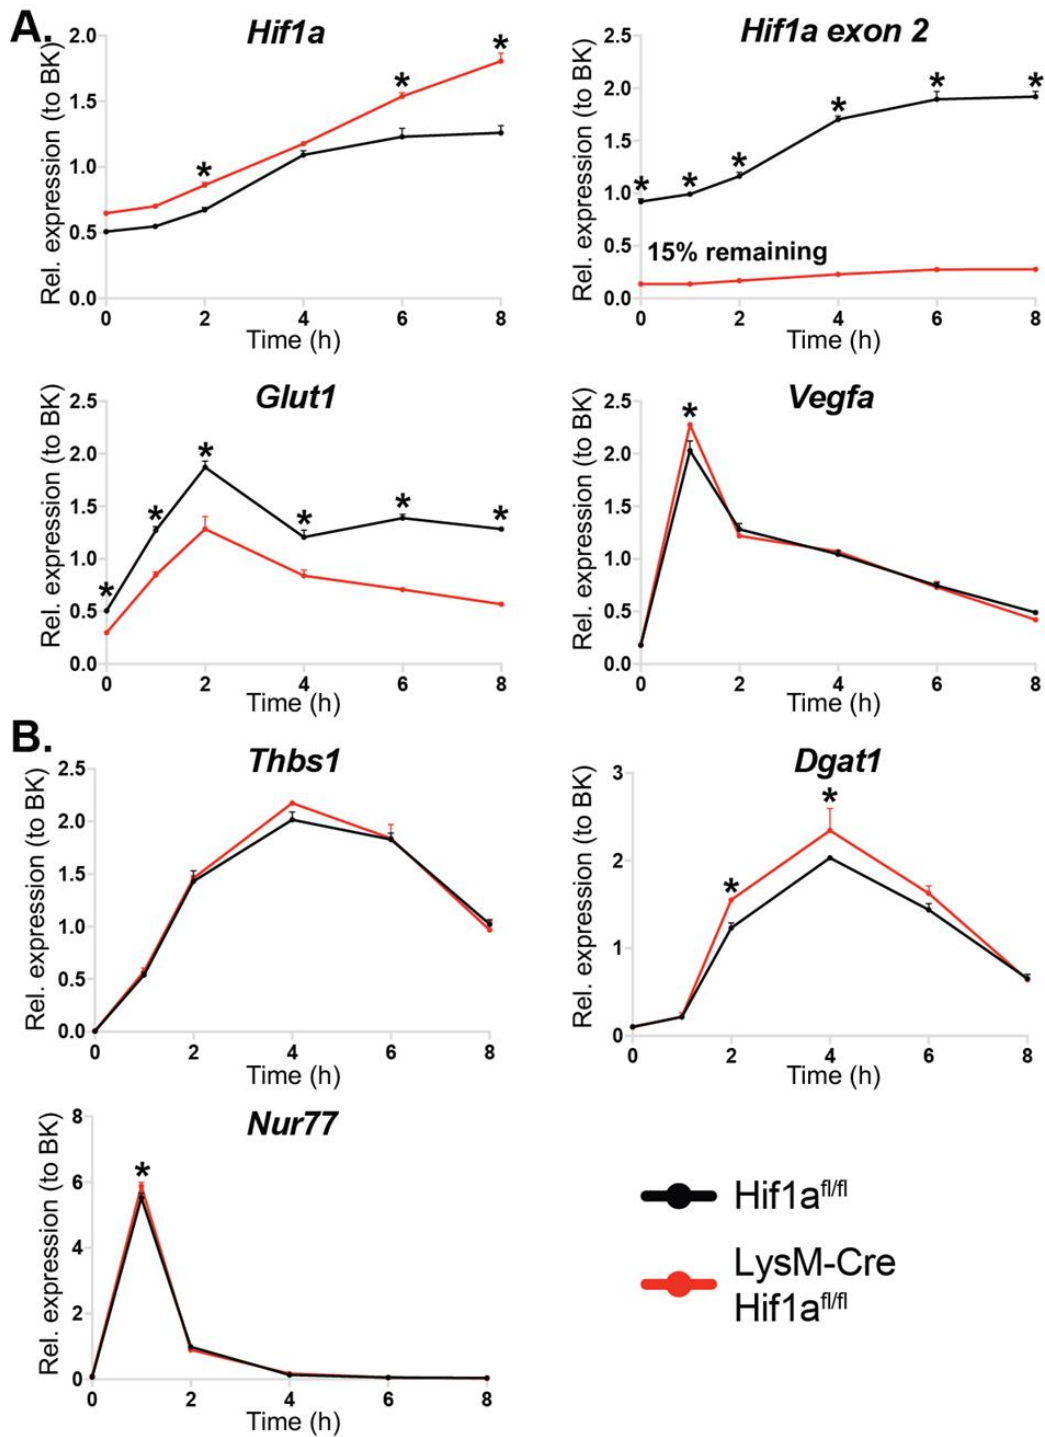 A.
Hif1a
Rel. expression (to BK)
2.0
1.5
1.0
0.5
0.0
* * *
0 2 4 6 8
Time (h)
Hif1a exon 2
Rel. expression (to BK)
2.5
2.0
1.5
1.0
0.5
0.0
* * * * * *
15% remaining
0 2 4 6 8
Time (h)
Glut1
Rel. expression (to BK)
2.5
2.0
1.5
1.0
0.5
0.0
* * * * * *
0 2 4 6 8
Time (h)
Vegfa
Rel. expression (to BK)
2.5
2.0
1.5
1.0
0.5
0.0
*
0 2 4 6 8
Time (h)
B.
Thbs1
Rel. expression (to BK)
2.5
2.0
1.5
1.0
0.5
0.0
0 2 4 6 8
Time (h)
Dgat1
Rel. expression (to BK)
3
2
1
0
* *
0 2 4 6 8
Time (h)
Nur77
Rel. expression (to BK)
8
6
4
2
0
*
0 2 4 6 8
Time (h)
Hif1afl/fl
LysM-Cre
Hif1afl/fl